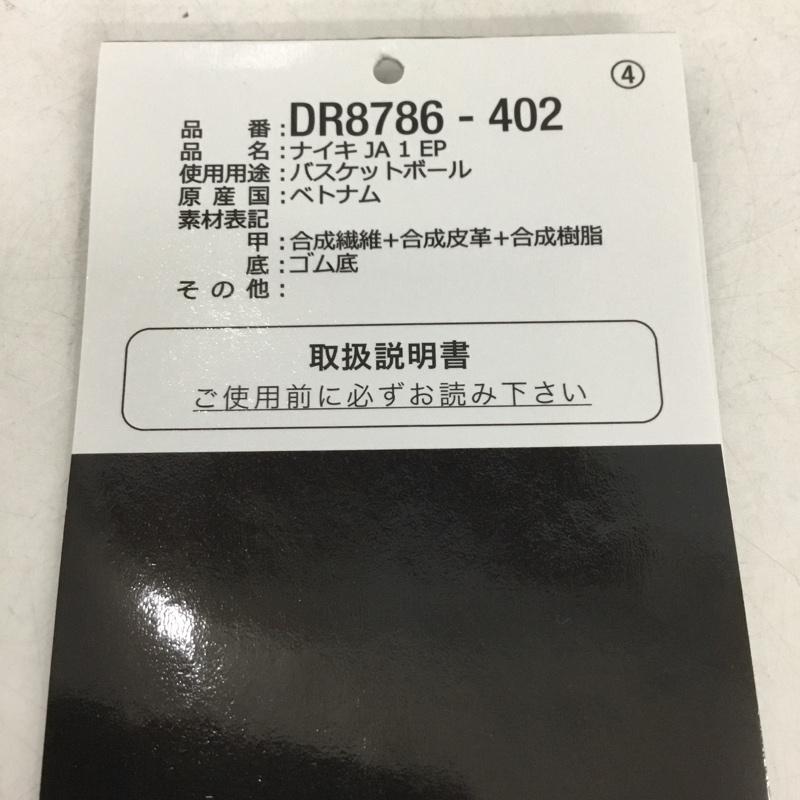 ④
品番:DR8786 - 402
品名:ナイキ JA 1 EP
使用用途:バスケットボール
原産国:ベトナム
素材表記
甲:合成繊維+合成皮革+合成樹脂
底:ゴム底
その他:
取扱説明書
ご使用前に必ずお読み下さい